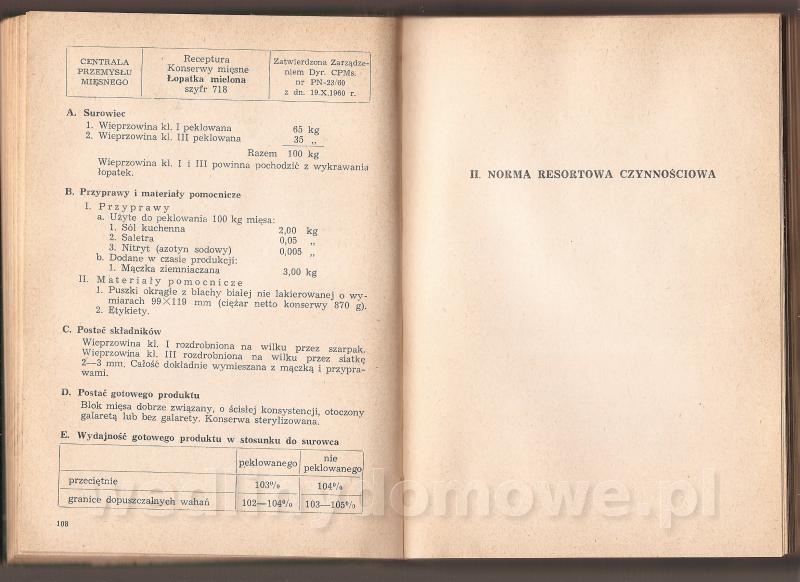 CENTRALA
PRZEMYSŁU
MIĘSNEGO
Receptura
Konserwy mięsne
Łopatka mielona
szyfr 718
Zatwierdzona Zarządze-
niem Dyr. CPMs.
nr PN-23/60
z dn. 19.X.1960 r.
A. Surowiec
1. Wieprzowina kl. I peklowana 65 kg
2. Wieprzowina kl. III peklowana 35 „
Razem 100 kg
Wieprzowina kl. I i III powinna pochodzić z wykrawania
łopatek.
B. Przyprawy i materiały pomocnicze
I. Przyprawy
a. Użyte do peklowania 100 kg mięsa:
1. Sól kuchenna 2,00 kg
2. Saletra 0,05 „
3. Nitryt (azotyn sodowy) 0,005 „
b. Dodane w czasie produkcji:
1. Mączka ziemniaczana 3,00 kg
II. Materiały pomocnicze
1. Puszki okrągłe z blachy białej nie lakierowanej o wy-
miarach 99×119 mm (ciężar netto konserwy 870 g).
2. Etykiety.
C. Postać składników
Wieprzowina kl. I rozdrobniona na wilku przez szarpak.
Wieprzowina kl. III rozdrobniona na wilku przez siatkę
2—3 mm. Całość dokładnie wymieszana z mączką i przypra-
wami.
D. Postać gotowego produktu
Blok mięsa dobrze związany, o ścisłej konsystencji, otoczony
galaretą lub bez galarety. Konserwa sterylizowana.
E. Wydajność gotowego produktu w stosunku do surowca
peklowanego nie
peklowanego
przeciętnie 103% 104%
granice dopuszczalnych wahań 102—104% 103—105%
108
II. NORMA RESORTOWA CZYNNOŚCIOWA
wedlinydomowe.pl